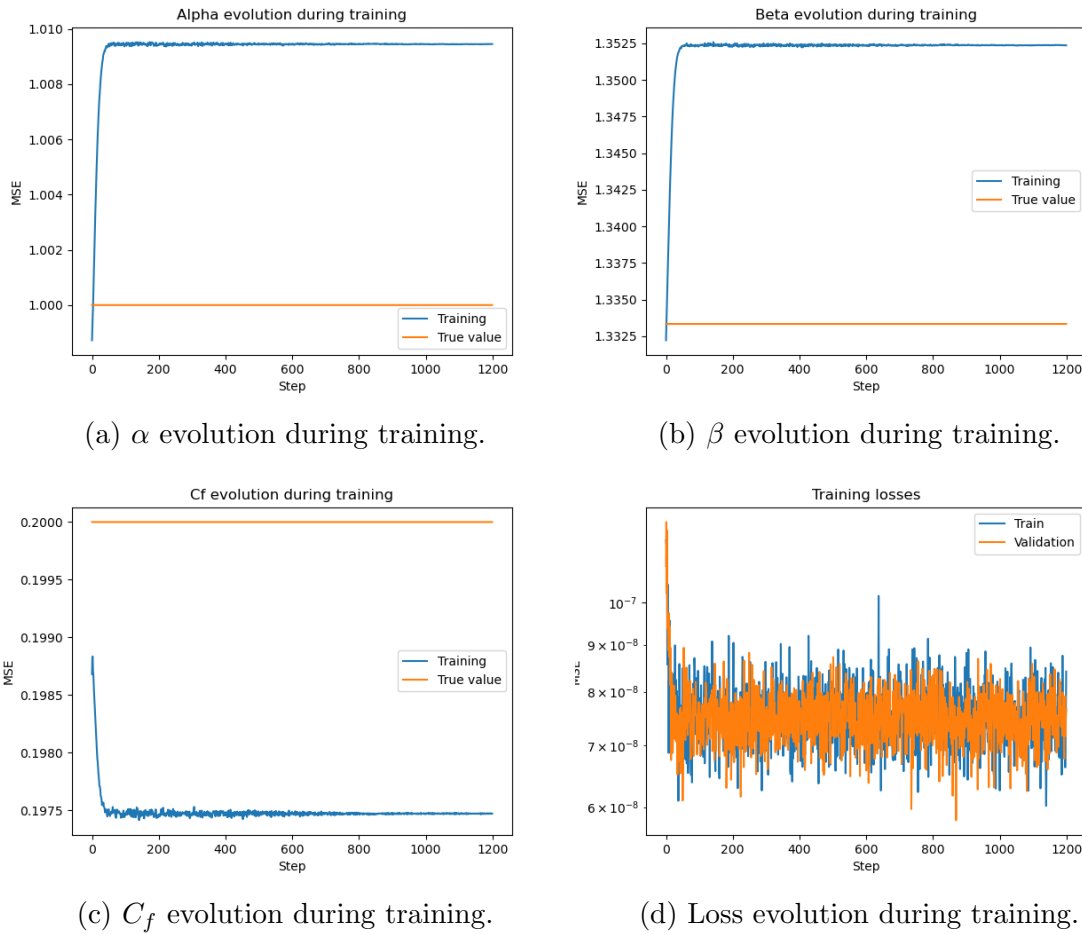 Alpha evolution during training
1.010
1.008
1.006
1.004
1.002
1.000
MSE
Training
True value
0 200 400 600 800 1000 1200
Step
(a) α evolution during training.
Beta evolution during training
1.3525
1.3500
1.3475
1.3450
1.3425
1.3400
1.3375
1.3350
1.3325
MSE
Training
True value
0 200 400 600 800 1000 1200
Step
(b) β evolution during training.
Cf evolution during training
0.2000
0.1995
0.1990
0.1985
0.1980
0.1975
MSE
Training
True value
0 200 400 600 800 1000 1200
Step
(c) C_f evolution during training.
Training losses
10⁻⁷
9 × 10⁻⁸
8 × 10⁻⁸
7 × 10⁻⁸
6 × 10⁻⁸
MSE
Train
Validation
0 200 400 600 800 1000 1200
Step
(d) Loss evolution during training.